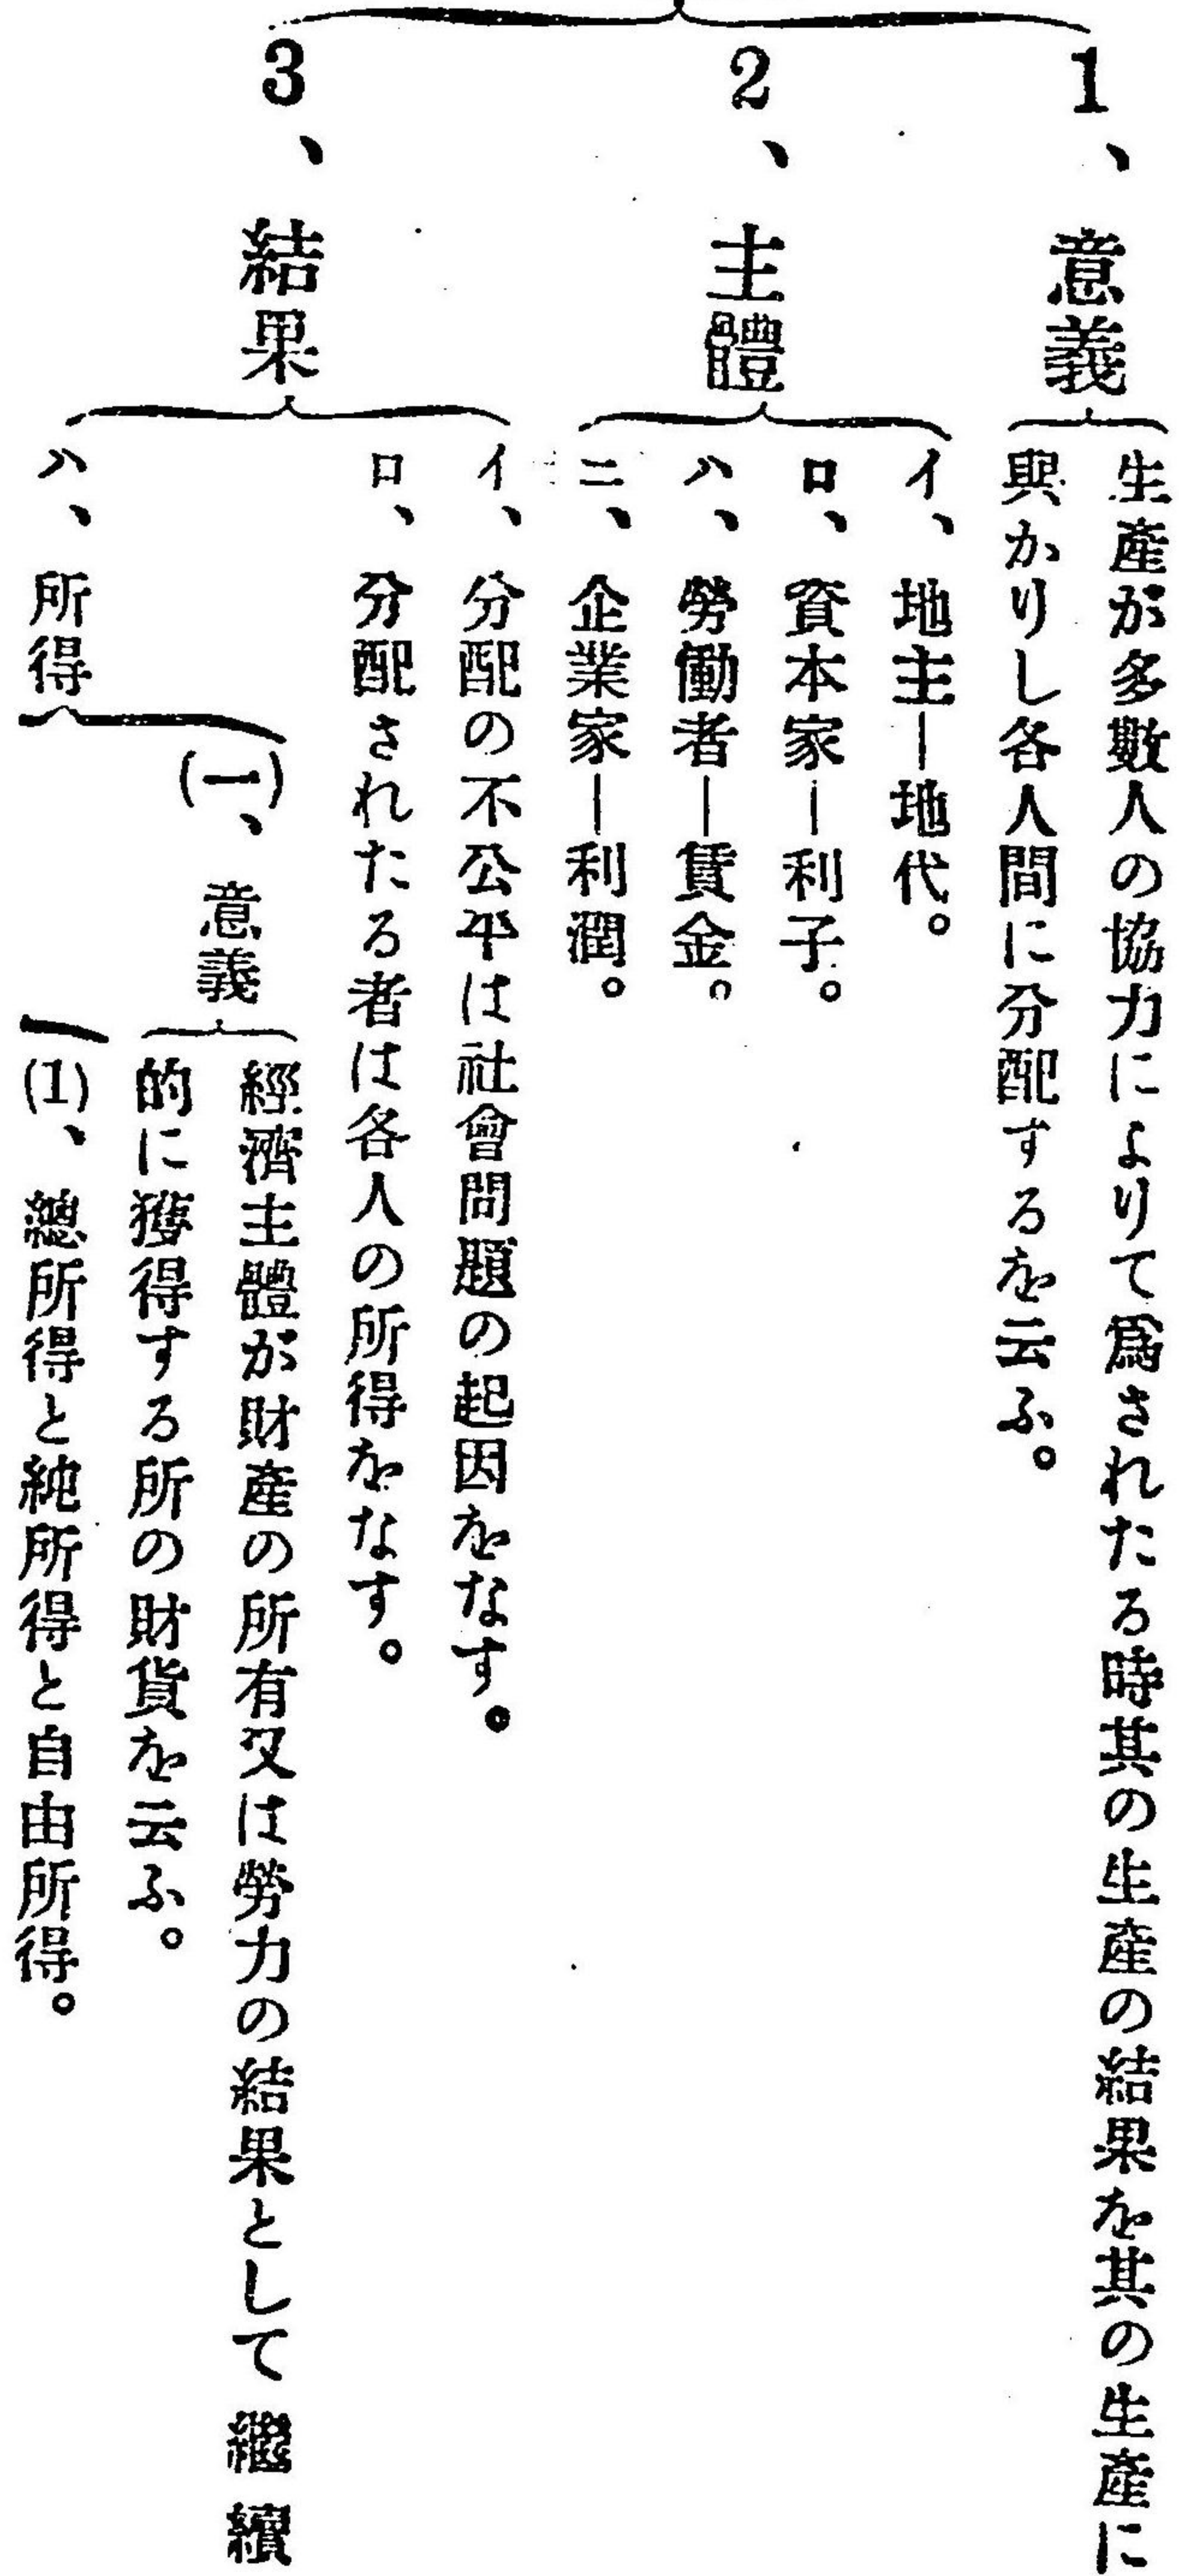 1、意義
生産が多數人の協力によりて爲されたる時其の生産の結果を其の生産に
與かりし各人間に分配するを云ふ。
2、主體
イ、地主―地代。
ロ、資本家―利子。
ハ、勞働者―賃金。
ニ、企業家―利潤。
3、結果
イ、分配の不公平は社會問題の起因をなす。
ロ、分配されたる者は各人の所得をなす。
ハ、所得
(一)、意義
經濟主體が財產の所有又は勞力の結果として繼續
的に獲得する所の財貨を云ふ。
(1)、總所得と純所得と自由所得。